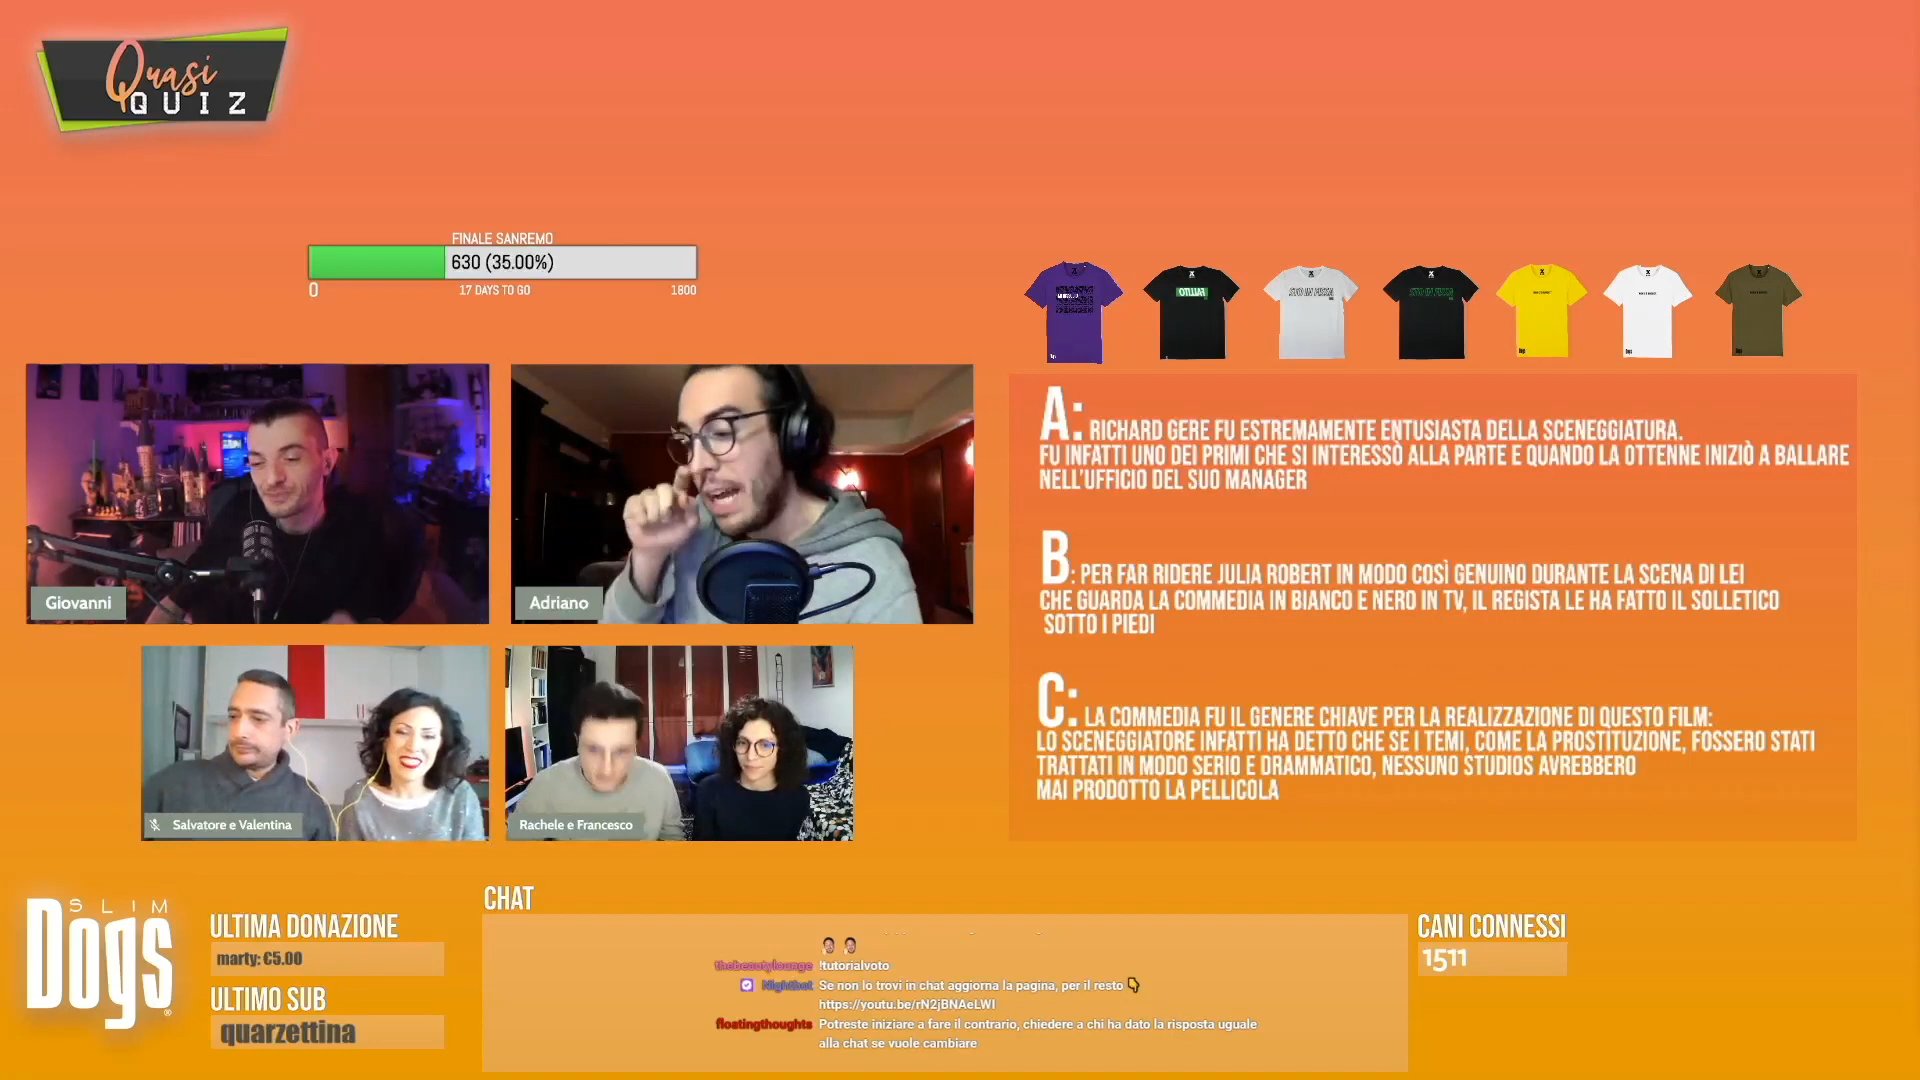 Quasi
QUIZ
FINALE SANREMO
630 (35.00%)
0
17 DAYS TO GO
1800
FALLITO
Giovanni
Adriano
Salvatore e Valentina
Rachele e Francesco
A: RICHARD GERE FU ESTREMAMENTE ENTUSIASTA DELLA SCENEGGIATURA.
FU INFATTI UNO DEI PRIMI CHE SI INTERESSÒ ALLA PARTE E QUANDO LA OTTENNE INIZIÒ A BALLARE
NELL'UFFICIO DEL SUO MANAGER
B: PER FAR RIDERE JULIA ROBERT IN MODO COSÌ GENUINO DURANTE LA SCENA DI LEI
CHE GUARDA LA COMMEDIA IN BIANCO E NERO IN TV, IL REGISTA LE HA FATTO IL SOLLETICO
SOTTO I PIEDI
C: LA COMMEDIA FU IL GENERE CHIAVE PER LA REALIZZAZIONE DI QUESTO FILM:
LO SCENEGGIATORE INFATTI HA DETTO CHE SE I TEMI, COME LA PROSTITUZIONE, FOSSERO STATI
TRATTATI IN MODO SERIO E DRAMMATICO, NESSUNO STUDIOS AVREBBERO
MAI PRODOTTO LA PELLICOLA
SLIM
Dogs®
ULTIMA DONAZIONE
marty: €5.00
ULTIMO SUB
quarzettina
CHAT
thebeautylounge !tutorialvoto
Nightbot Se non lo trovi in chat aggiorna la pagina, per il resto 👇
https://youtu.be/rN2jBNAeLWI
floatingthoughts Potreste iniziare a fare il contrario, chiedere a chi ha dato la risposta uguale
alla chat se vuole cambiare
CANI CONNESSI
1511